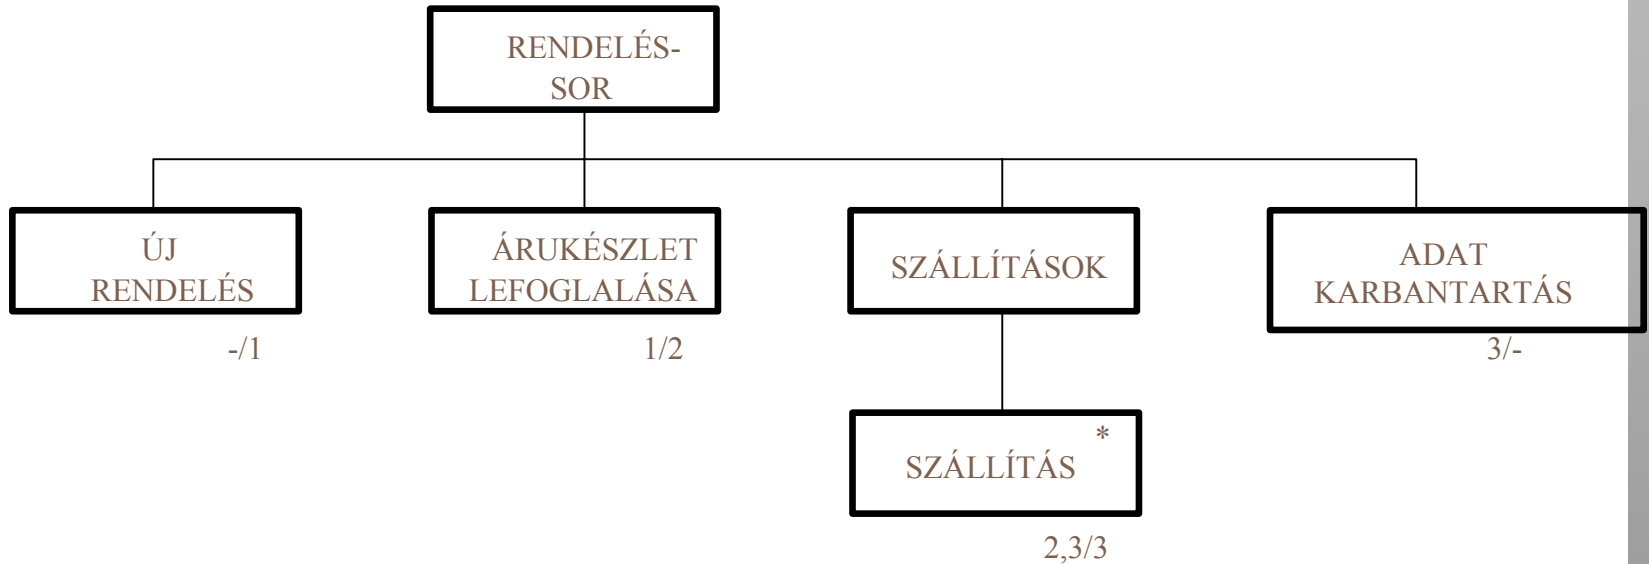 RENDELÉS-
SOR
ÚJ
RENDELÉS
ÁRUKÉSZLET
LEFOGLALÁSA
SZÁLLÍTÁSOK
ADAT
KARBANTARTÁS
-/1
1/2
3/-
*
SZÁLLÍTÁS
2,3/3